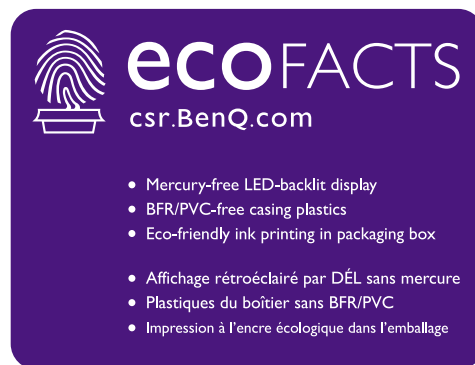 ecoFACTS
csr.BenQ.com
• Mercury-free LED-backlit display
• BFR/PVC-free casing plastics
• Eco-friendly ink printing in packaging box
• Affichage rétroéclairé par DÉL sans mercure
• Plastiques du boîtier sans BFR/PVC
• Impression à l'encre écologique dans l'emballage